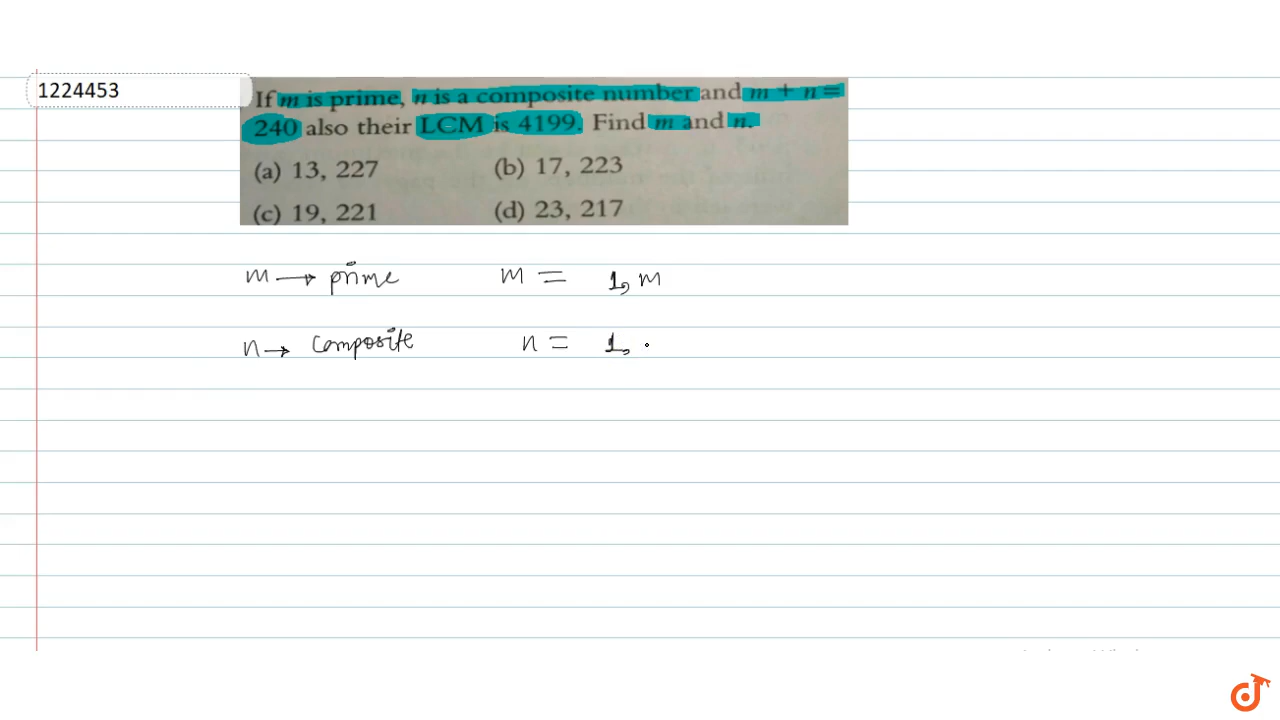 1224453
If m is prime, n is a composite number and m + n =
240 also their LCM is 4199. Find m and n.
(a) 13, 227 (b) 17, 223
(c) 19, 221 (d) 23, 217
m → prime m = 1, m
n → composite n = 1, .